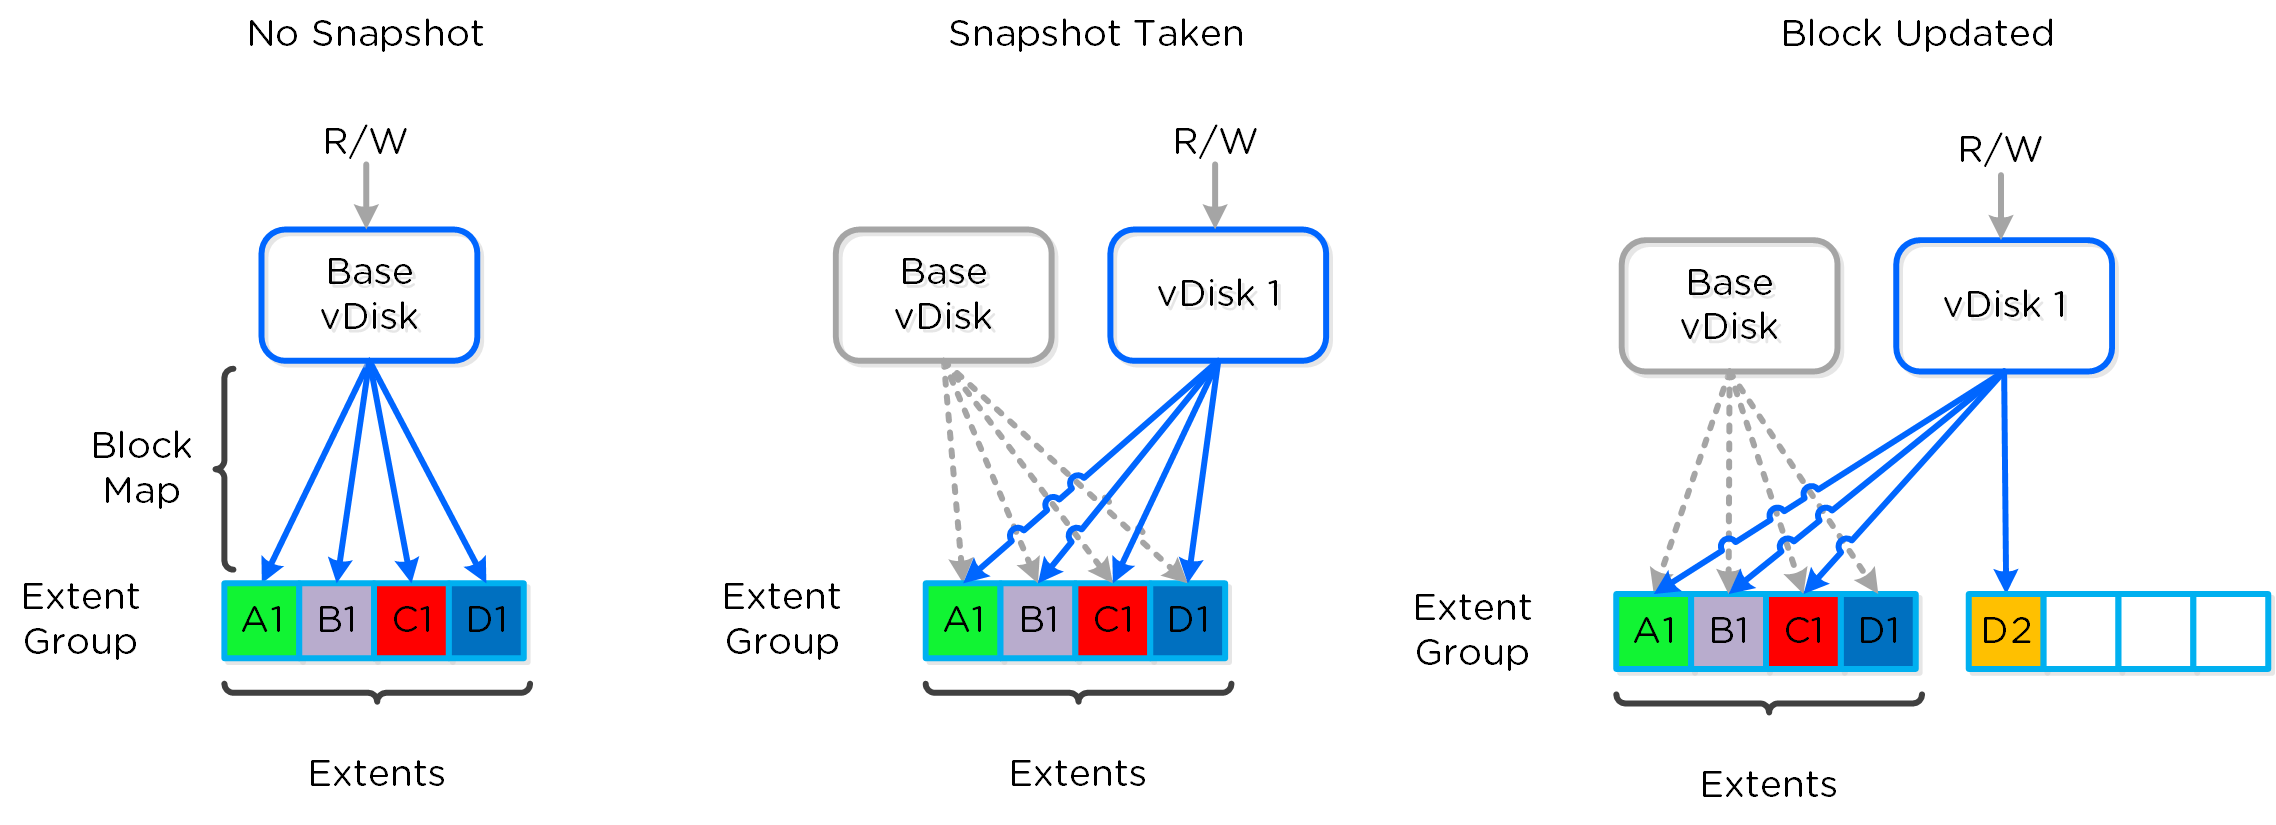 No Snapshot
R/W
Base
vDisk
Block
Map
Extent
Group
A1 B1 C1 D1
Extents
Snapshot Taken
R/W
Base
vDisk
vDisk 1
Extent
Group
A1 B1 C1 D1
Extents
Block Updated
R/W
Base
vDisk
vDisk 1
Extent
Group
A1 B1 C1 D1
D2
Extents